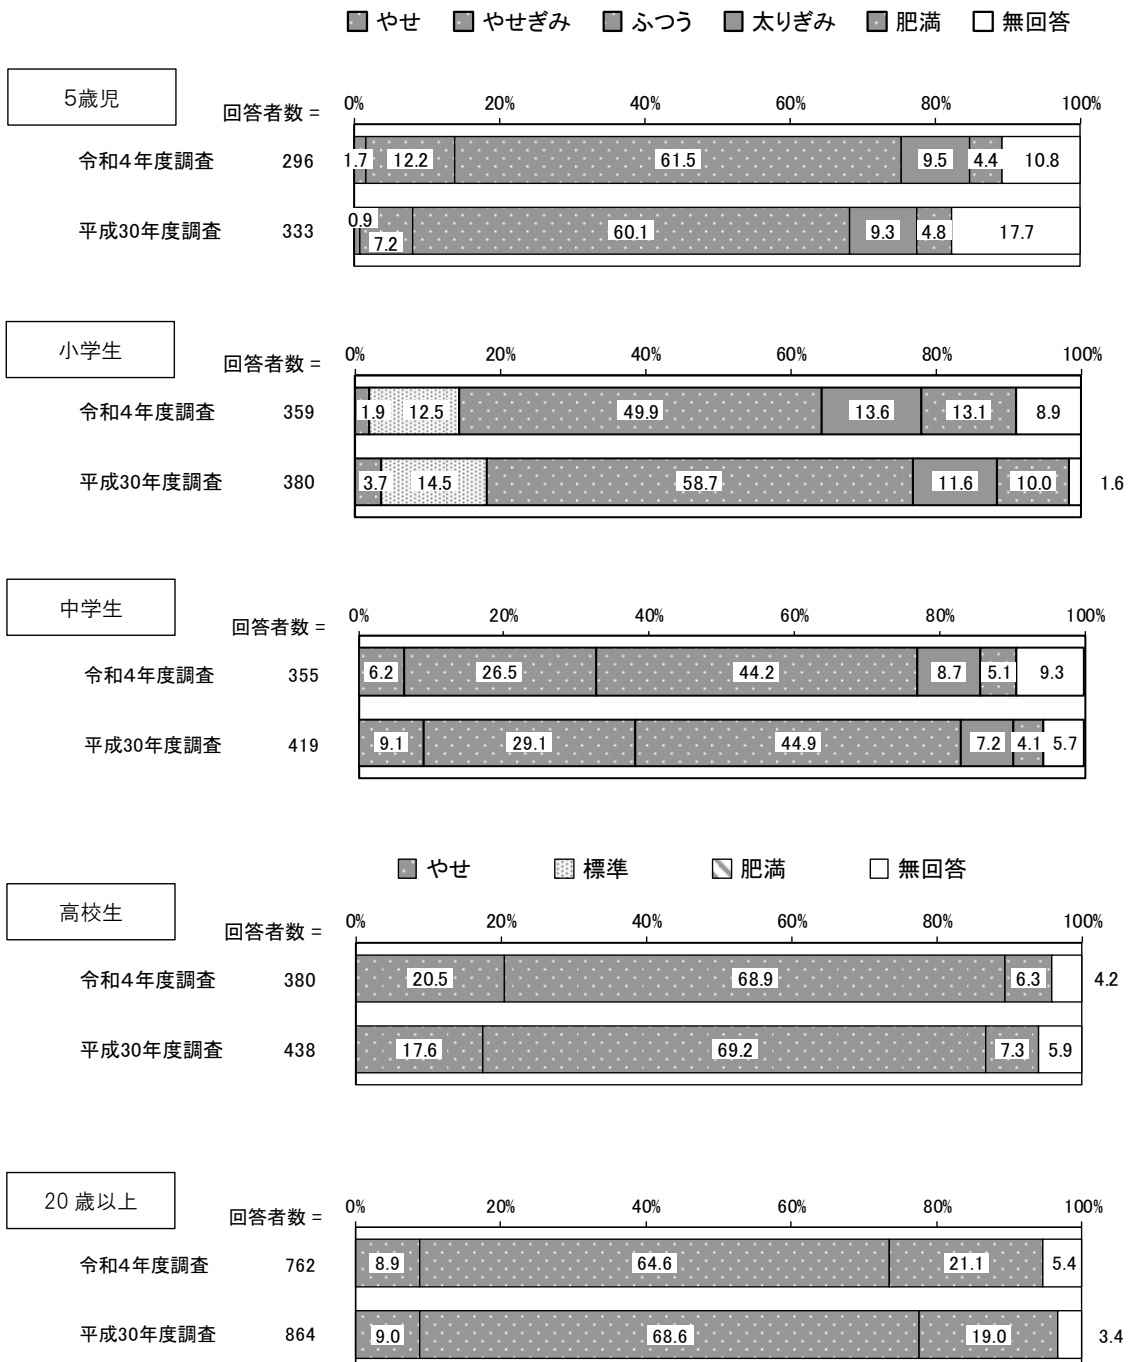 やせ やせぎみ ふつう 太りぎみ 肥満 無回答
5歳児
回答者数 = 0% 20% 40% 60% 80% 100%
令和4年度調査 296 1.7 12.2 61.5 9.5 4.4 10.8
平成30年度調査 333 0.9 7.2 60.1 9.3 4.8 17.7
小学生
回答者数 = 0% 20% 40% 60% 80% 100%
令和4年度調査 359 1.9 12.5 49.9 13.6 13.1 8.9
平成30年度調査 380 3.7 14.5 58.7 11.6 10.0 1.6
中学生
回答者数 = 0% 20% 40% 60% 80% 100%
令和4年度調査 355 6.2 26.5 44.2 8.7 5.1 9.3
平成30年度調査 419 9.1 29.1 44.9 7.2 4.1 5.7
やせ 標準 肥満 無回答
高校生
回答者数 = 0% 20% 40% 60% 80% 100%
令和4年度調査 380 20.5 68.9 6.3 4.2
平成30年度調査 438 17.6 69.2 7.3 5.9
20 歳以上
回答者数 = 0% 20% 40% 60% 80% 100%
令和4年度調査 762 8.9 64.6 21.1 5.4
平成30年度調査 864 9.0 68.6 19.0 3.4